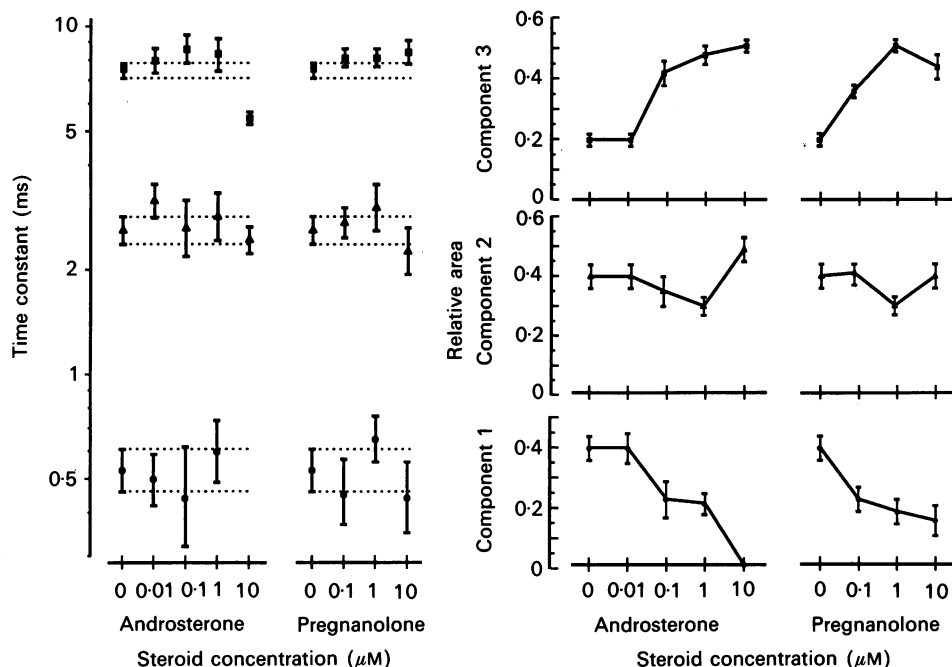 10
5
2
1
0·5
Time constant (ms)
0 0·01 0·1 1 10
Androsterone
0 0·1 1 10
Pregnanolone
Steroid concentration (μM)
Relative area
Component 3
0·6
0·4
0·2
0
Component 2
0·6
0·4
0·2
0
Component 1
0·4
0·2
0
0 0·01 0·1 1 10
Androsterone
0 0·1 1 10
Pregnanolone
Steroid concentration (μM)